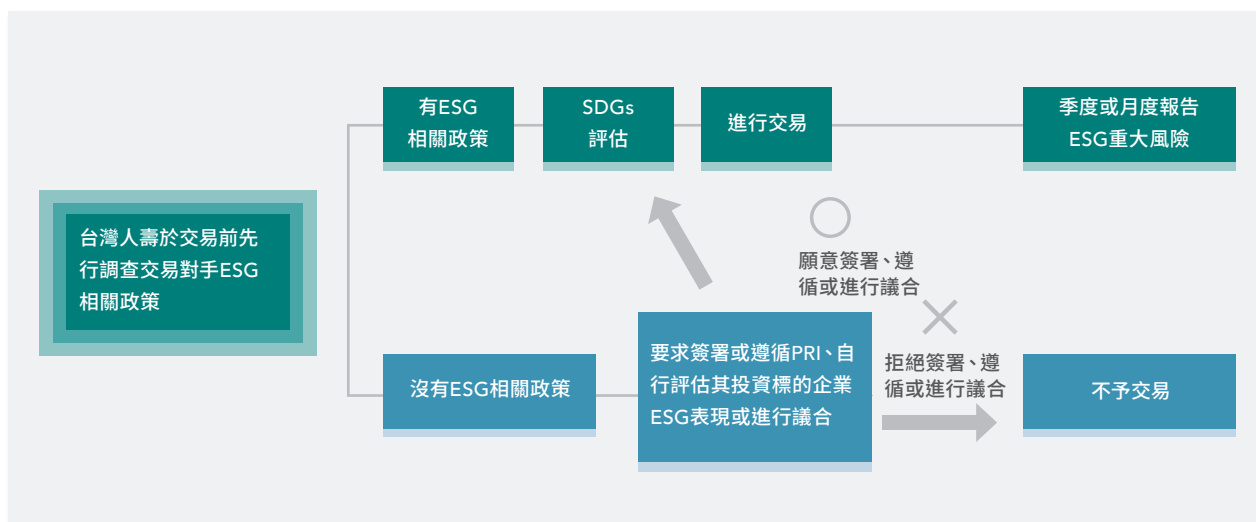 有ESG
相關政策
SDGs
評估
進行交易
季度或月度報告
ESG重大風險
台灣人壽於交易前先
行調查交易對手ESG
相關政策
願意簽署、遵
循或進行議合
沒有ESG相關政策
要求簽署或遵循PRI、自
行評估其投資標的企業
ESG表現或進行議合
拒絕簽署、遵
循或進行議合
不予交易